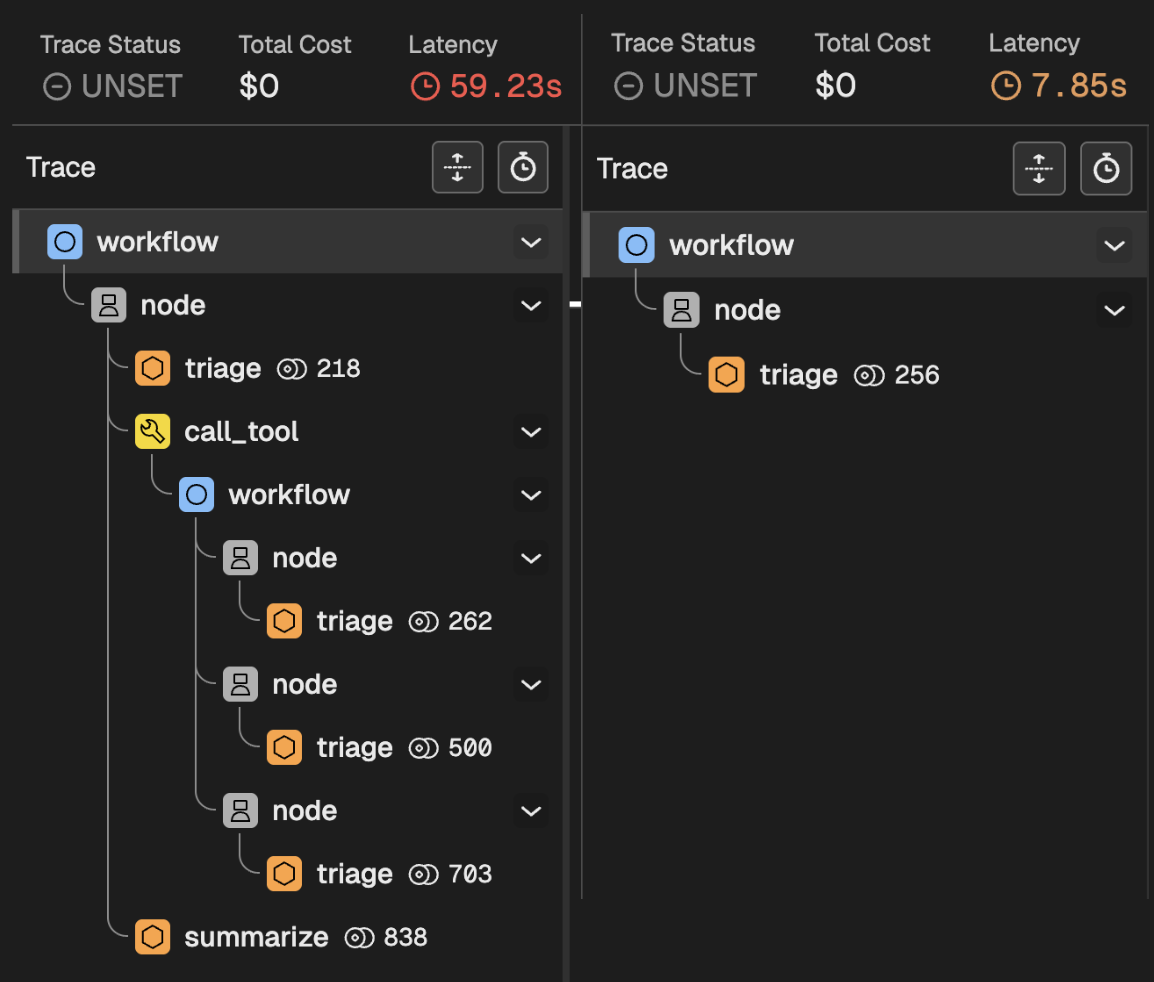 Trace Status Total Cost Latency
UNSET $0 59.23s
Trace
workflow
node
triage 218
call_tool
workflow
node
triage 262
node
triage 500
node
triage 703
summarize 838
Trace Status Total Cost Latency
UNSET $0 7.85s
Trace
workflow
node
triage 256